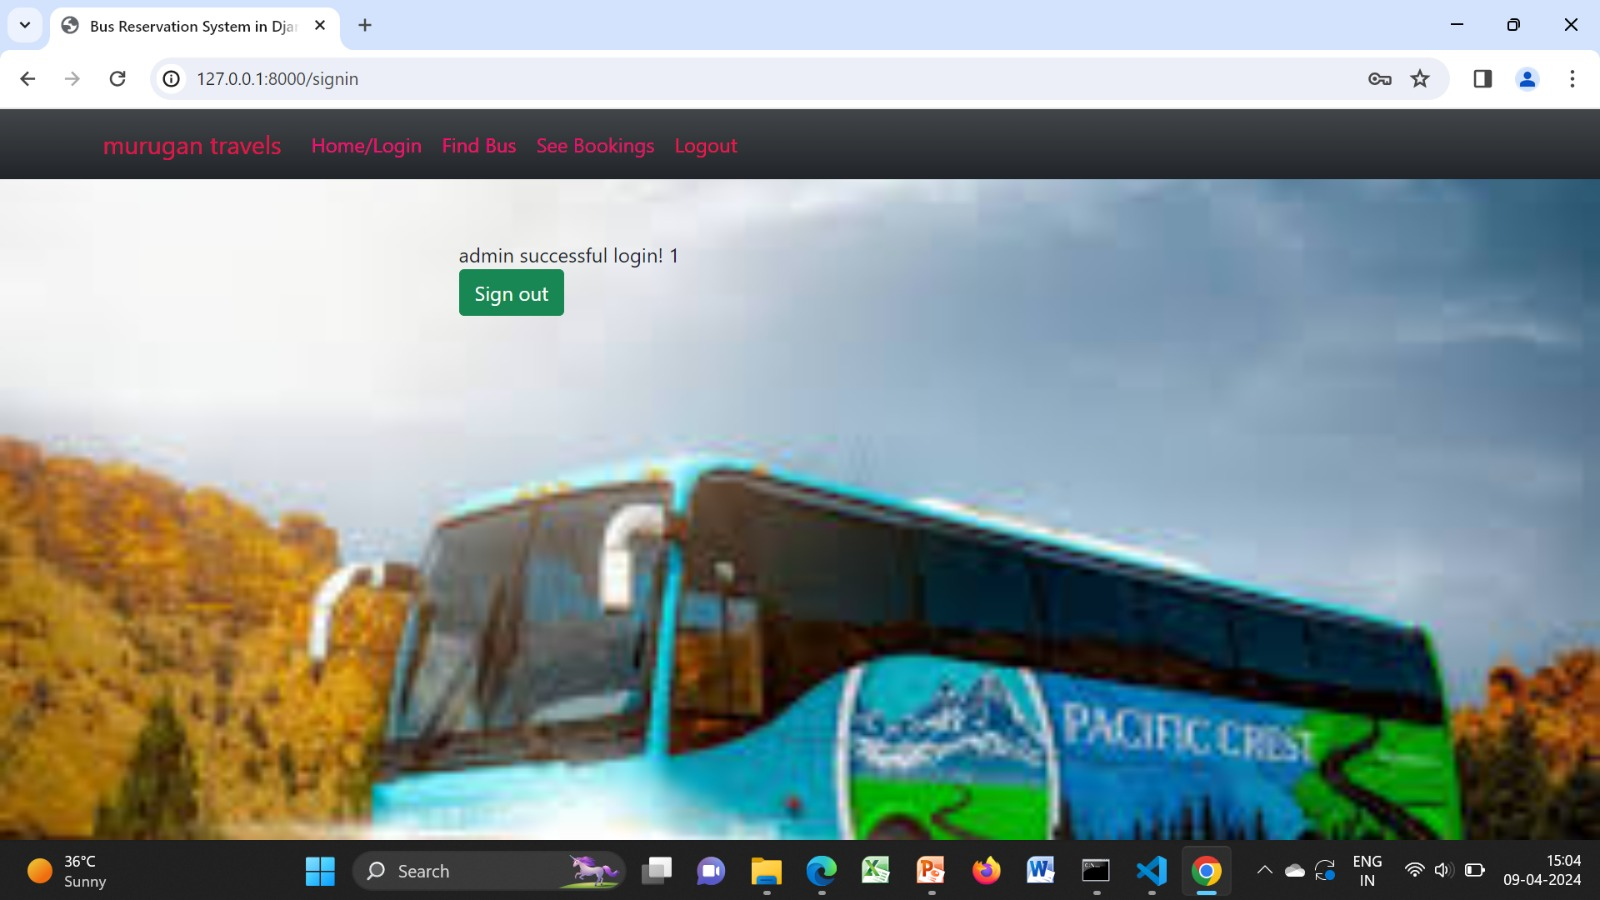 Bus Reservation System in Dja
127.0.0.1:8000/signin
murugan travels Home/Login Find Bus See Bookings Logout
admin successful login! 1
Sign out
PACIFIC CREST
36°C
Sunny
Search
ENG
IN
15:04
09-04-2024